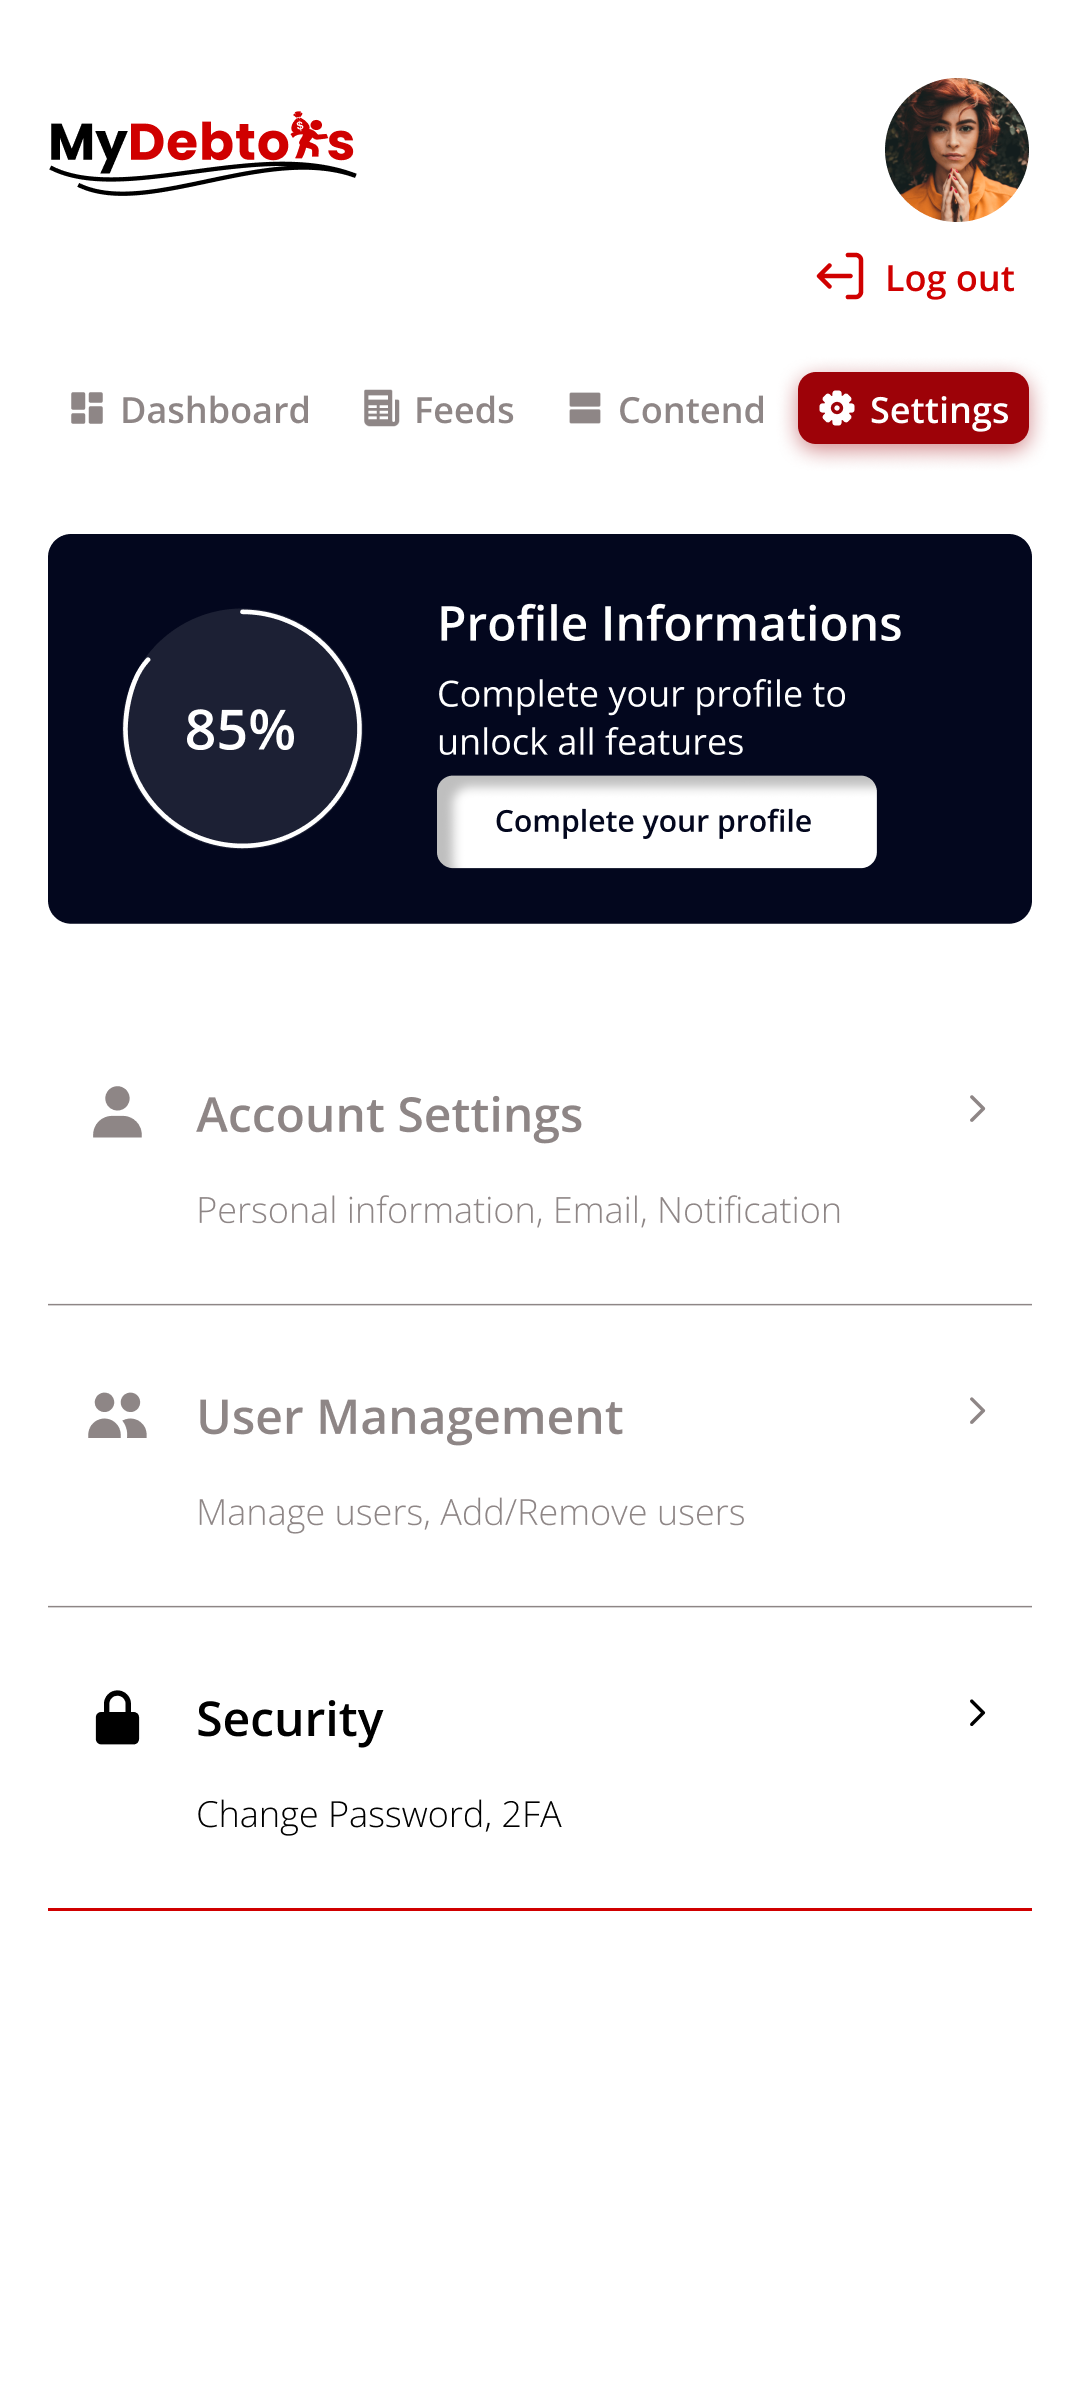 MyDebtors
Log out
Dashboard Feeds Contend Settings
85%
Profile Informations
Complete your profile to
unlock all features
Complete your profile
Account Settings
Personal information, Email, Notification
User Management
Manage users, Add/Remove users
Security
Change Password, 2FA